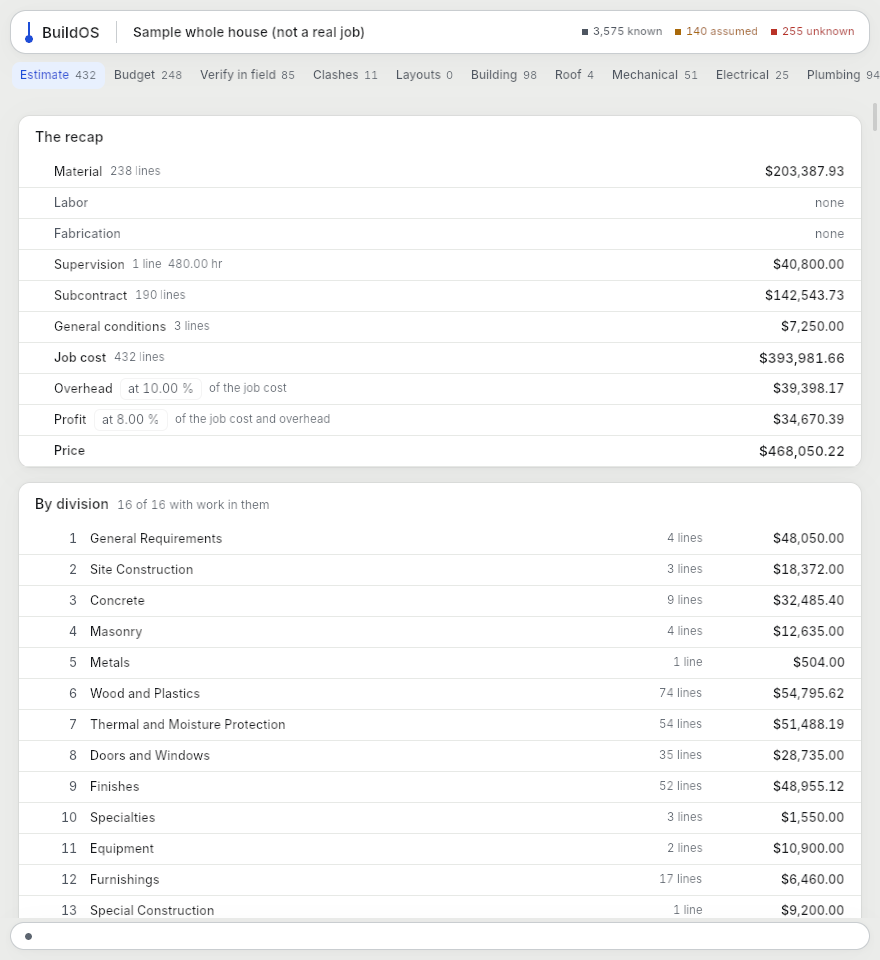 BuildOS Sample whole house (not a real job) 3,575 known 140 assumed 255 unknown
Estimate 432 Budget 248 Verify in field 85 Clashes 11 Layouts 0 Building 98 Roof 4 Mechanical 51 Electrical 25 Plumbing 94
The recap
Material 238 lines $203,387.93
Labor none
Fabrication none
Supervision 1 line 480.00 hr $40,800.00
Subcontract 190 lines $142,543.73
General conditions 3 lines $7,250.00
Job cost 432 lines $393,981.66
Overhead at 10.00 % of the job cost $39,398.17
Profit at 8.00 % of the job cost and overhead $34,670.39
Price $468,050.22
By division 16 of 16 with work in them
1 General Requirements 4 lines $48,050.00
2 Site Construction 3 lines $18,372.00
3 Concrete 9 lines $32,485.40
4 Masonry 4 lines $12,635.00
5 Metals 1 line $504.00
6 Wood and Plastics 74 lines $54,795.62
7 Thermal and Moisture Protection 54 lines $51,488.19
8 Doors and Windows 35 lines $28,735.00
9 Finishes 52 lines $48,955.12
10 Specialties 3 lines $1,550.00
11 Equipment 2 lines $10,900.00
12 Furnishings 17 lines $6,460.00
13 Special Construction 1 line $9,200.00